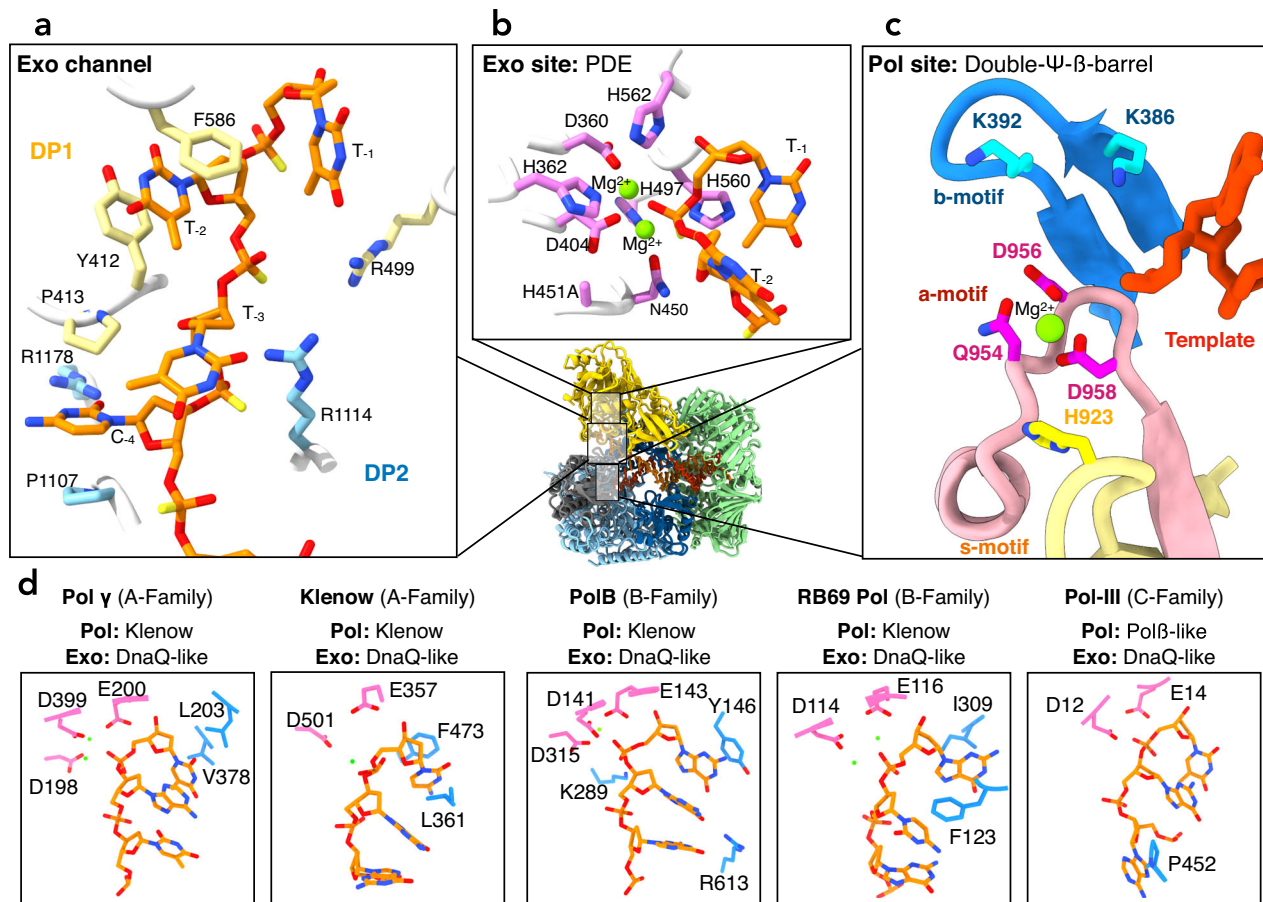 a
Exo channel
F586
DP1
T-1
T-2
Y412
R499
P413
T-3
R1178
R1114
C-4
DP2
P1107
b
Exo site: PDE
H562
D360
T-1
H362
Mg2+
H497
H560
D404
Mg2+
T-2
H451A
N450
c
Pol site: Double-Ψ-ß-barrel
K392
K386
b-motif
D956
a-motif
Mg2+
Template
Q954
D958
H923
s-motif
d
Pol γ (A-Family)
Pol: Klenow
Exo: DnaQ-like
E200
D399
L203
V378
D198
Klenow (A-Family)
Pol: Klenow
Exo: DnaQ-like
E357
D501
F473
L361
PolB (B-Family)
Pol: Klenow
Exo: DnaQ-like
D141
E143
Y146
D315
K289
R613
RB69 Pol (B-Family)
Pol: Klenow
Exo: DnaQ-like
E116
D114
I309
F123
Pol-III (C-Family)
Pol: Polß-like
Exo: DnaQ-like
D12
E14
P452